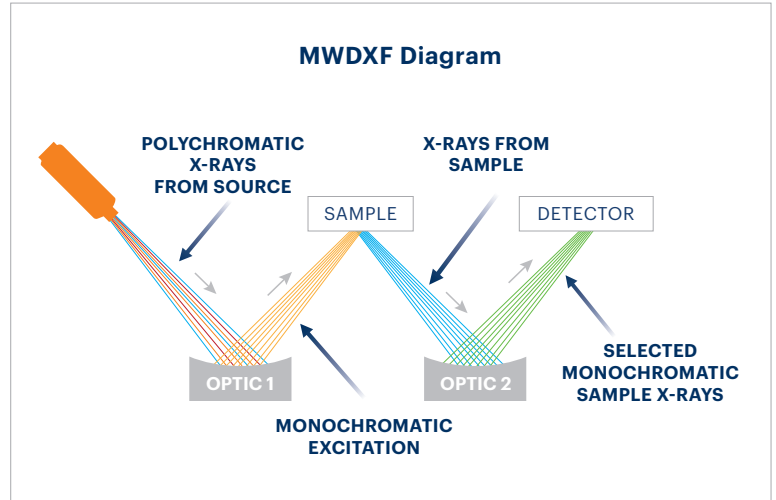 MWDXF Diagram
POLYCHROMATIC
X-RAYS
FROM SOURCE
X-RAYS FROM
SAMPLE
SAMPLE
DETECTOR
OPTIC 1
OPTIC 2
MONOCHROMATIC
EXCITATION
SELECTED
MONOCHROMATIC
SAMPLE X-RAYS